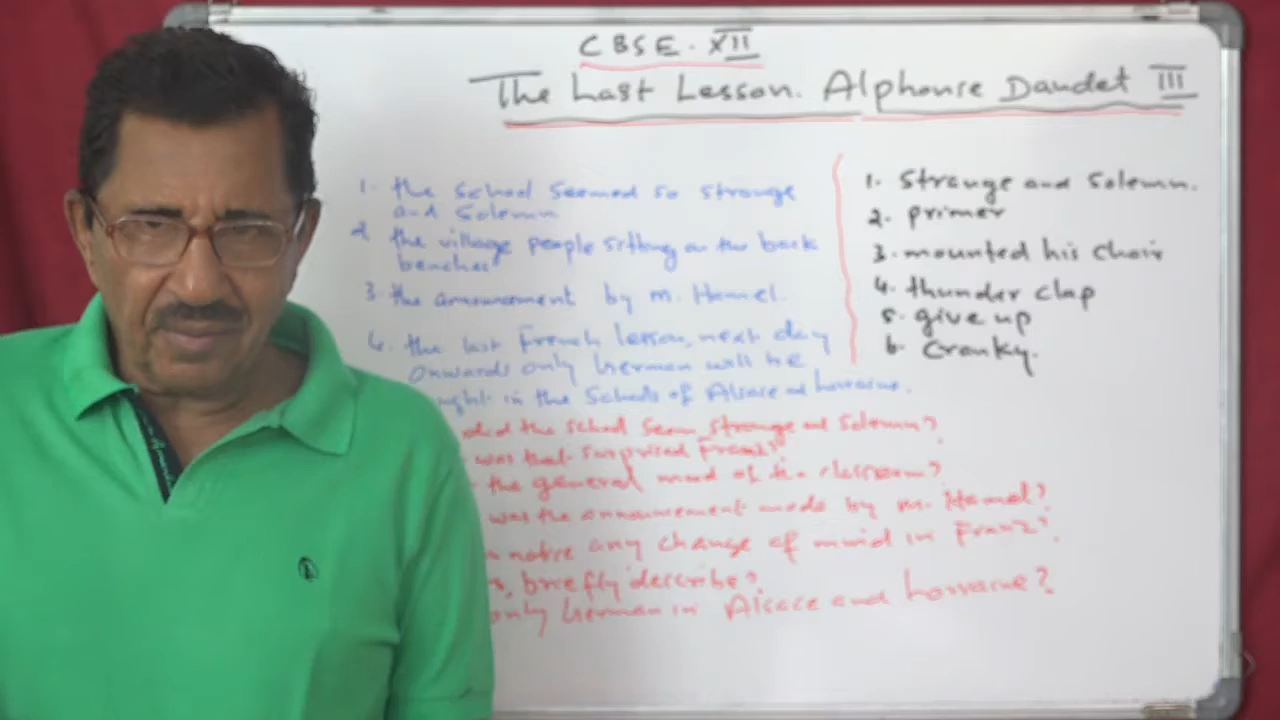 CBSE. XII
The Last Lesson. Alphonse Daudet III
1. the school seemed so strange
and Solemn
2 the village people sitting on the back
benches
3. the announcement by M. Hamel.
4. the last French lesson, next day
onwards only German will be
ught in the Schools of Alsace and Lorraine.
did the school seem strange and Solemn?
was that surprised Franz?
the general mood of the classroom?
was the announcement made by M. Hamel?
notice any change of mind in Franz?
briefly describe?
only German in Alsace and Lorraine?
1. Strange and Solemn.
2. primer
3. mounted his chair
4. thunder clap
5. give up
6. Cranky.